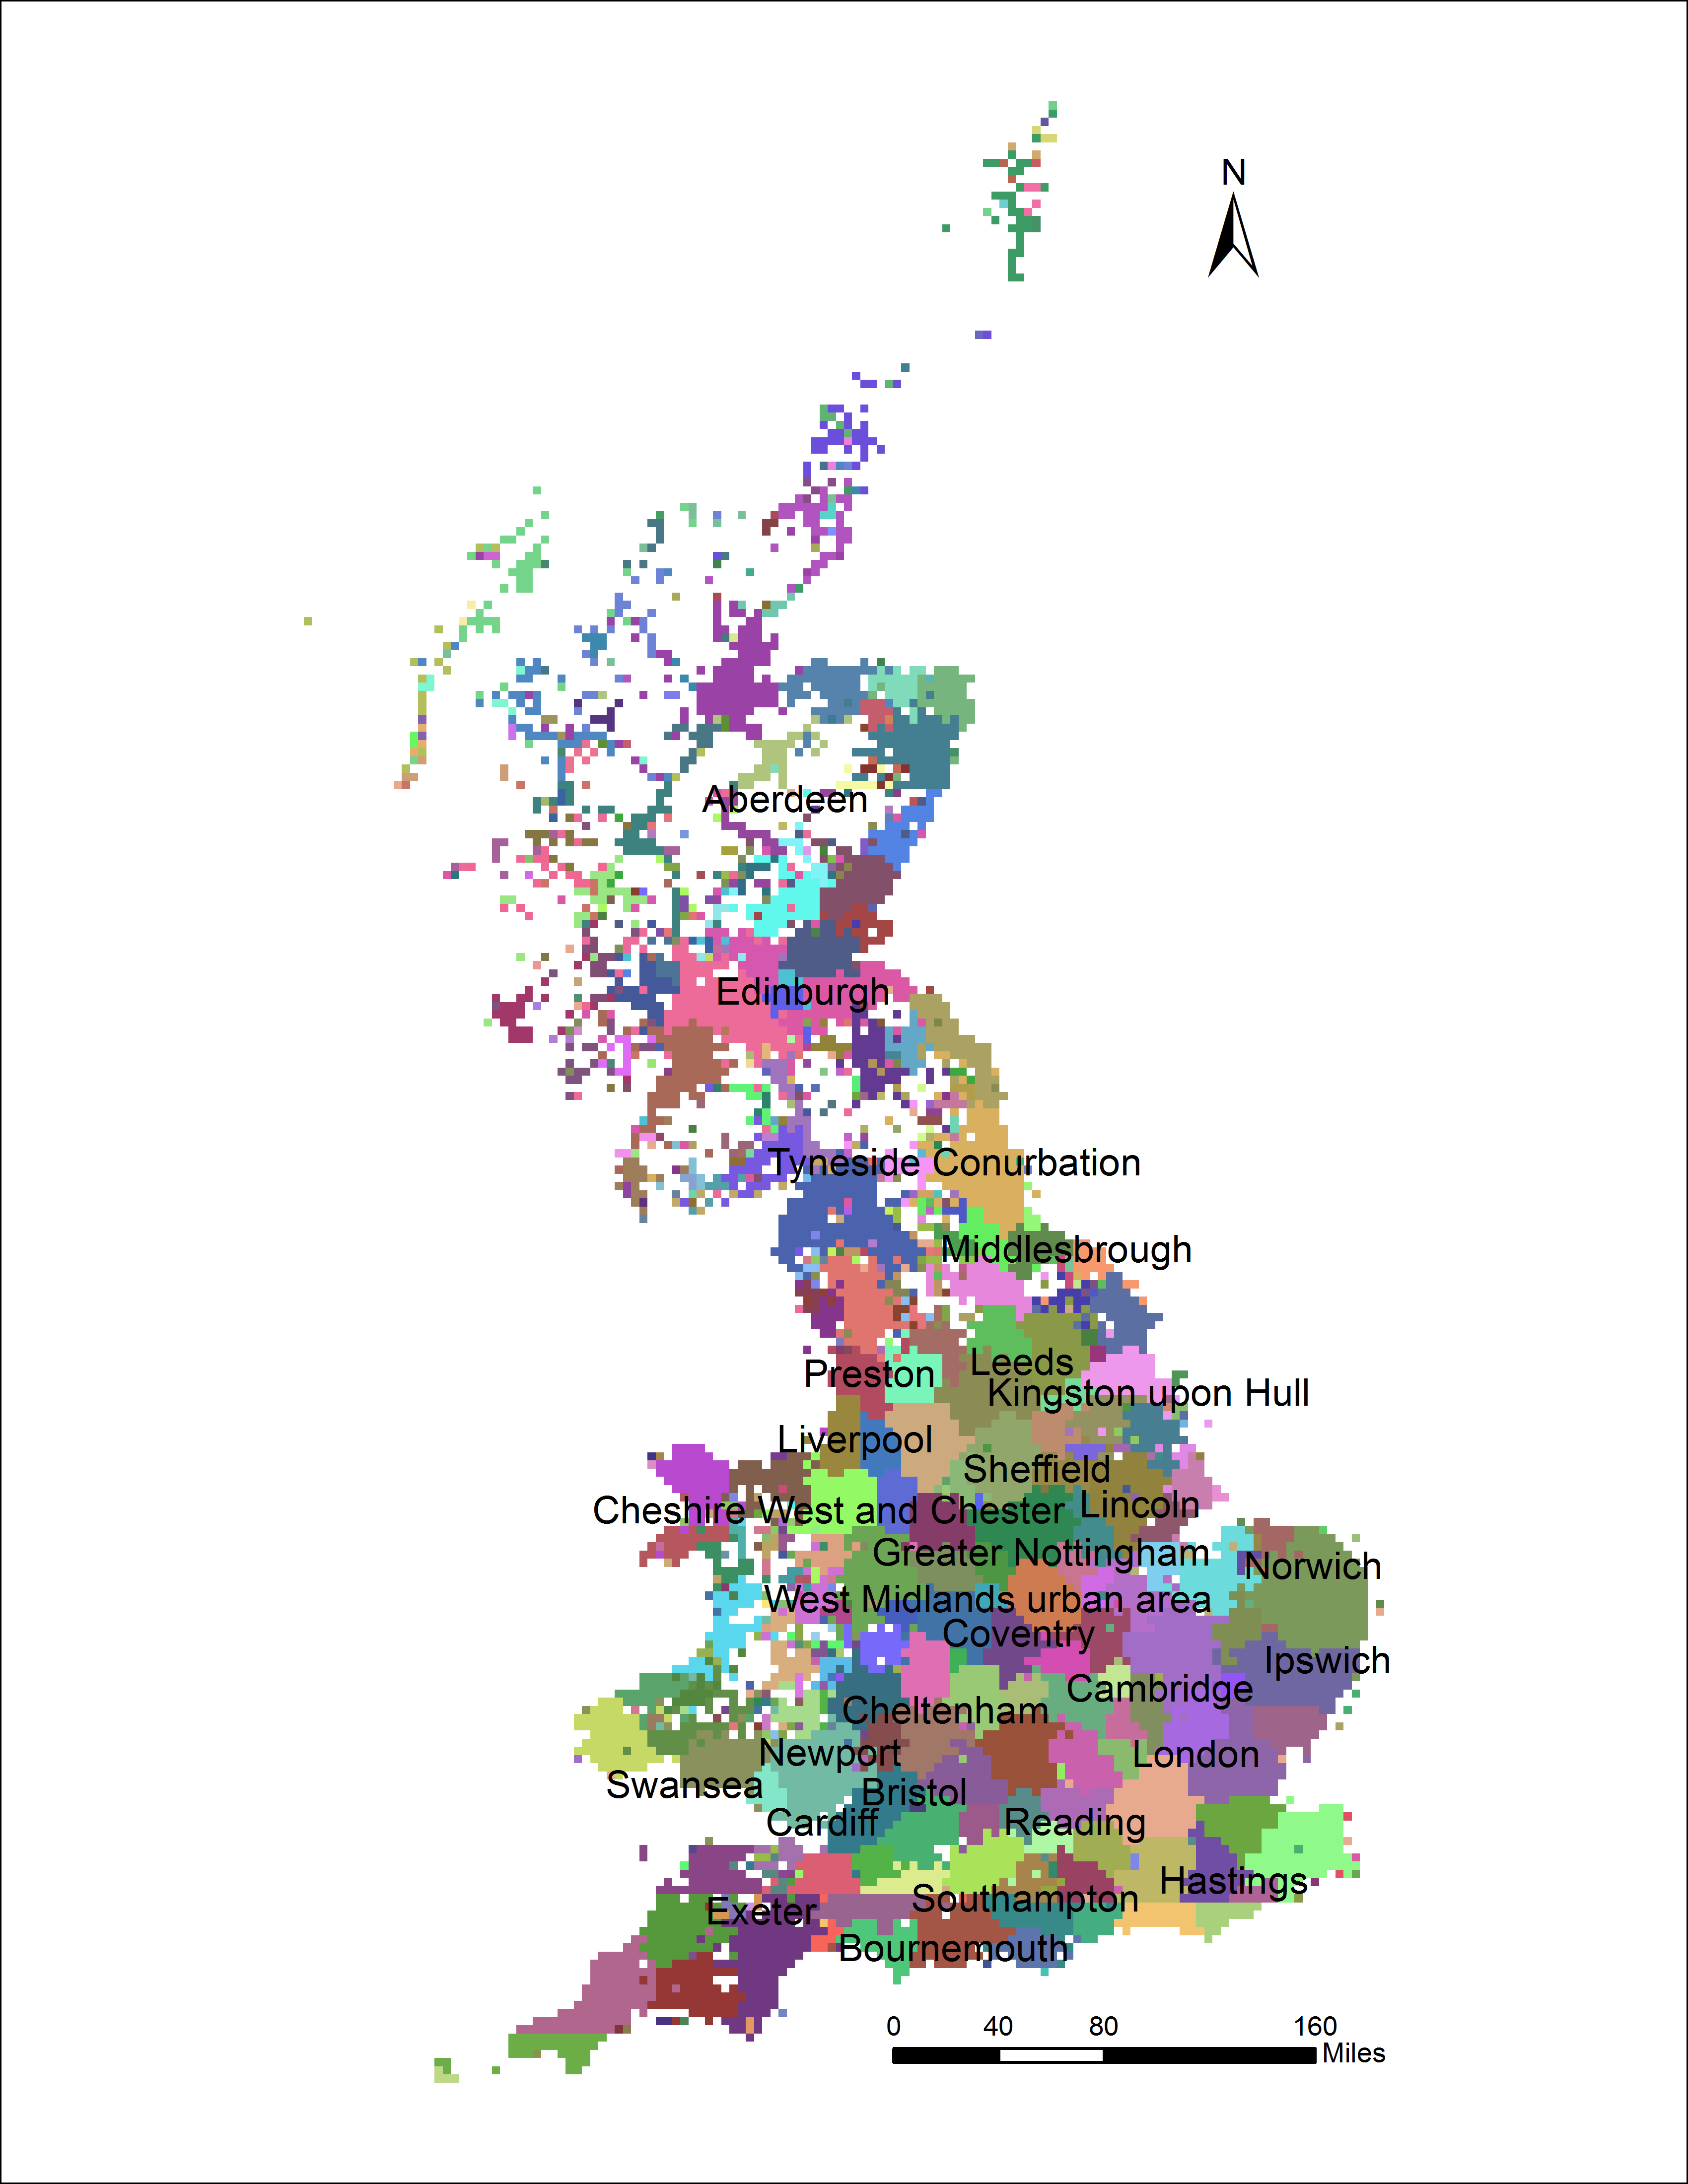 N
Aberdeen
Edinburgh
Tyneside Conurbation
Middlesbrough
Leeds
Preston
Kingston upon Hull
Liverpool
Sheffield
Lincoln
Cheshire West and Chester
Greater Nottingham
Norwich
West Midlands urban area
Coventry
Ipswich
Cambridge
Cheltenham
Newport
London
Swansea
Bristol
Cardiff
Reading
Hastings
Southampton
Exeter
Bournemouth
0 40 80 160
Miles